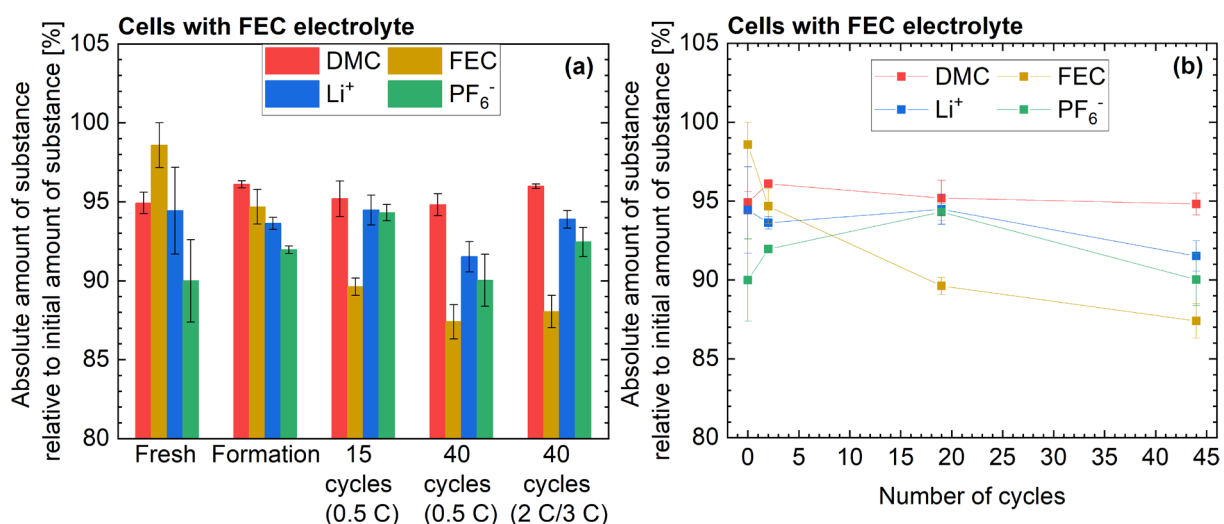 Cells with FEC electrolyte
Absolute amount of substance
relative to initial amount of substance [%]
105
100
95
90
85
80
DMC
FEC
Li⁺
PF₆⁻
(a)
Fresh
Formation
15
cycles
(0.5 C)
40
cycles
(0.5 C)
40
cycles
(2 C/3 C)
Cells with FEC electrolyte
Absolute amount of substance
relative to initial amount of substance [%]
105
100
95
90
85
80
DMC
FEC
Li⁺
PF₆⁻
(b)
0 5 10 15 20 25 30 35 40 45
Number of cycles